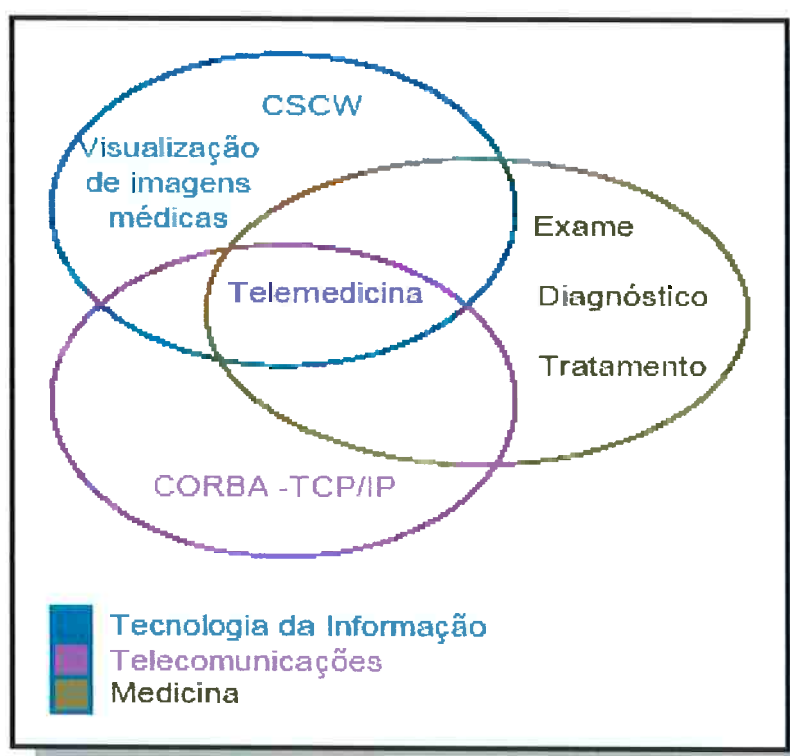 CSCW
Visualização
de imagens
médicas
Exame
Telemedicina
Diagnóstico
Tratamento
CORBA -TCP/IP
Tecnologia da Informação
Telecomunicações
Medicina